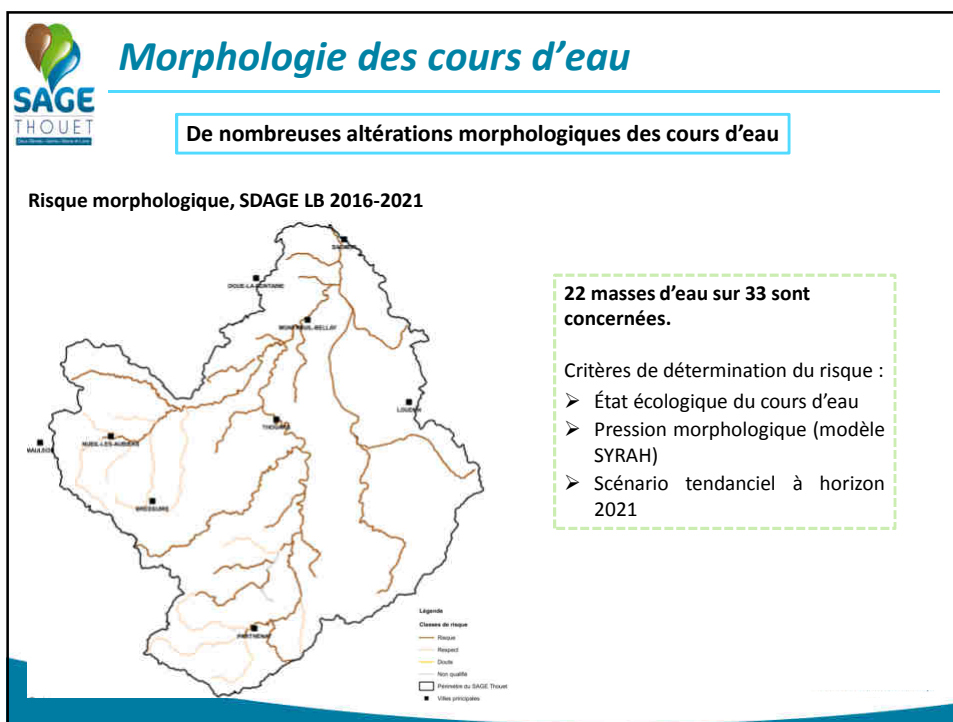 Morphologie des cours d'eau
SAGE
THOUET
De nombreuses altérations morphologiques des cours d'eau
Risque morphologique, SDAGE LB 2016-2021
SAUMUR
DOUE-LA-FONTAINE
MONTREUIL-BELLAY
LOUDUN
THOUARS
NUEIL-LES-AUBIERS
MAULEON
BRESSUIRE
PARTHENAY
22 masses d'eau sur 33 sont
concernées.
Critères de détermination du risque :
➢ État écologique du cours d'eau
➢ Pression morphologique (modèle
SYRAH)
➢ Scénario tendanciel à horizon
2021
Légende
Classes de risque
Risque
Respect
Doute
Non qualifié
Périmètre du SAGE Thouet
Villes principales